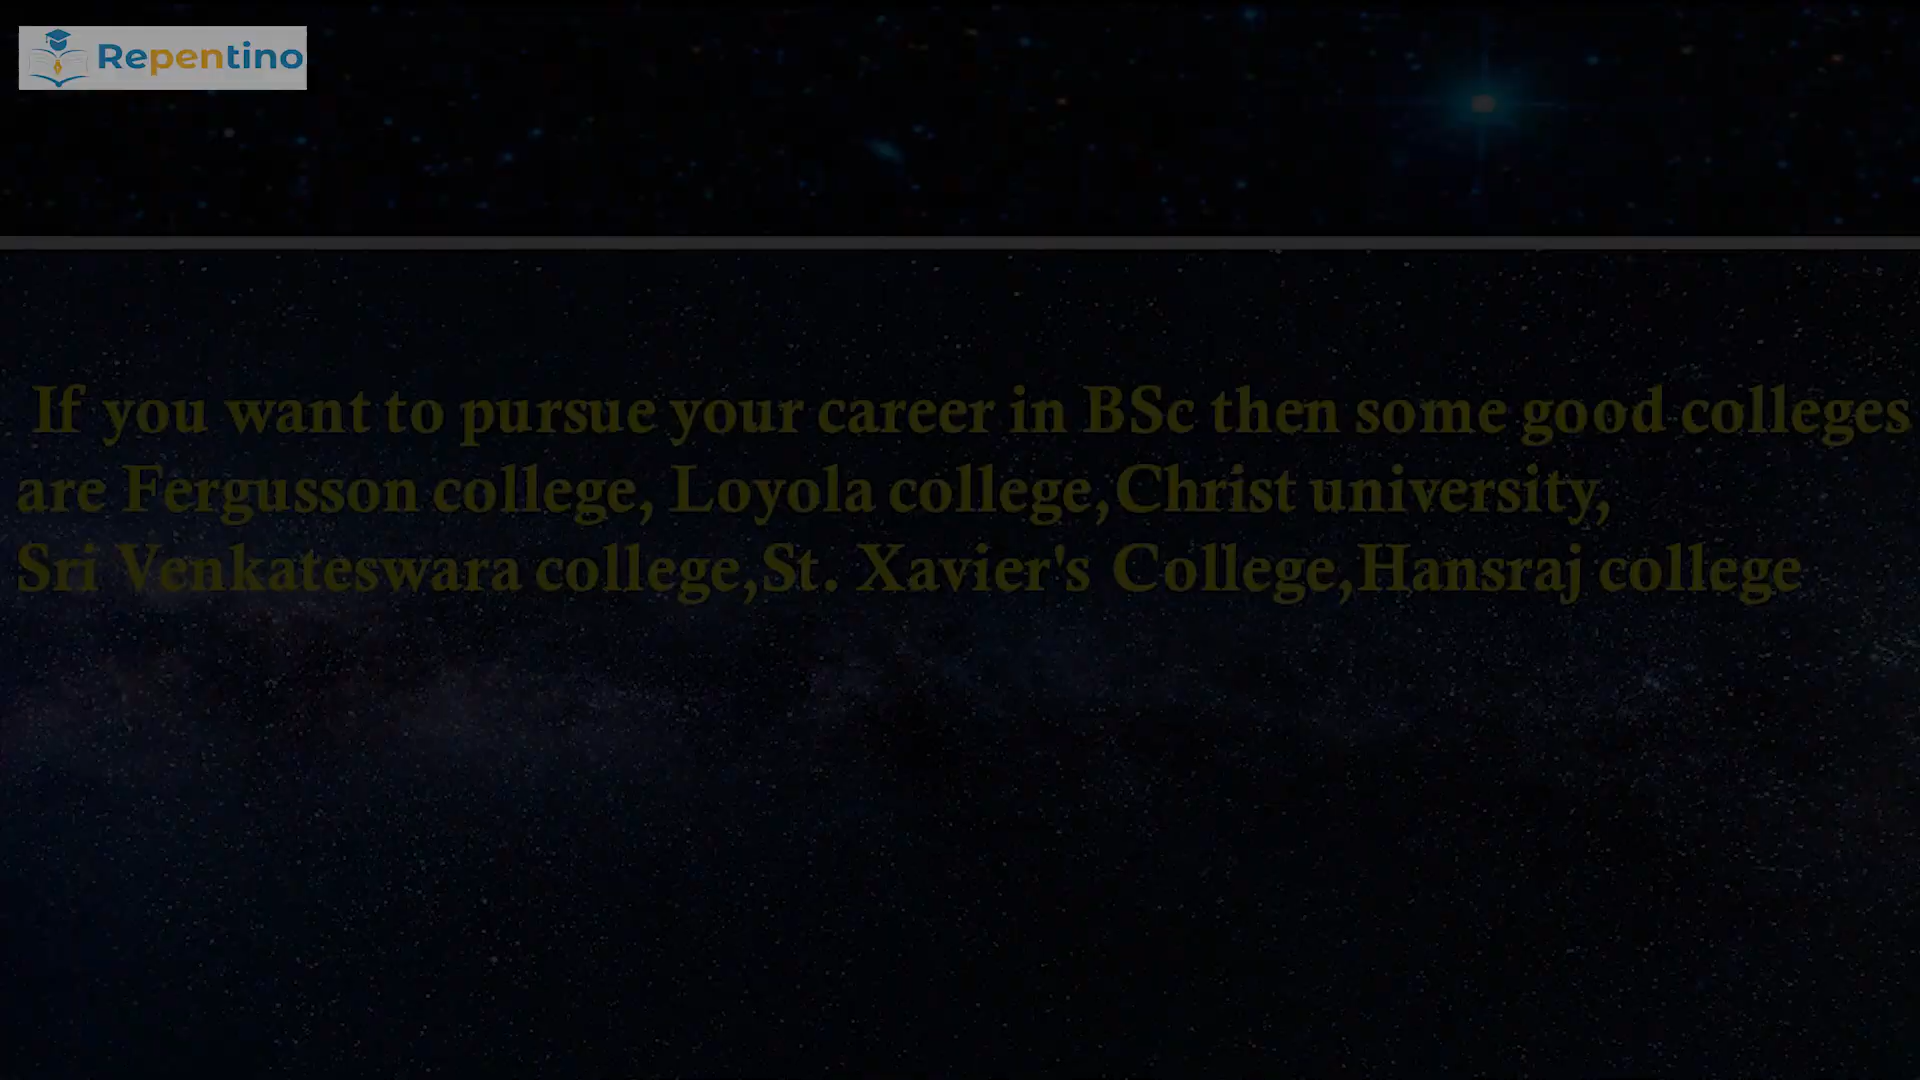 Repentino
If you want to pursue your career in BSc then some good colleges
are Fergusson college, Loyola college,Christ university,
Sri Venkateswara college,St. Xavier's College,Hansraj college